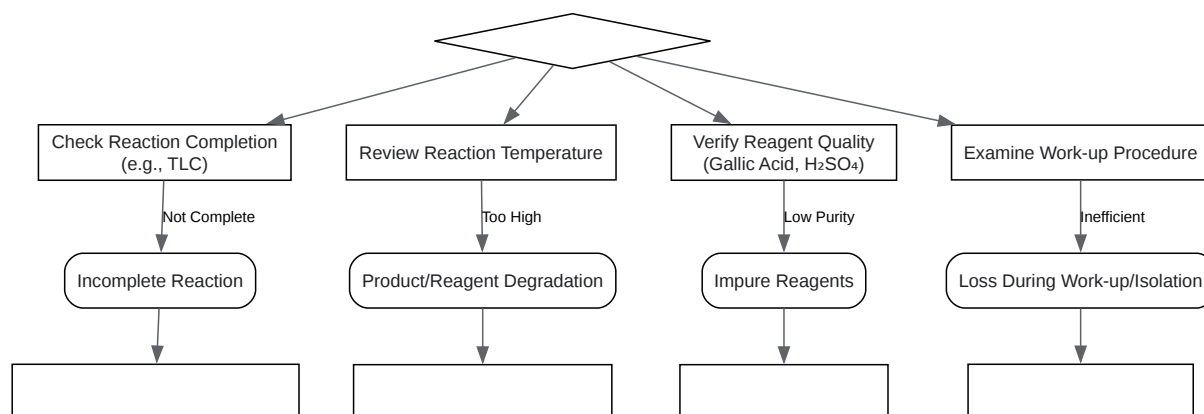 Check Reaction Completion
(e.g., TLC)
Review Reaction Temperature
Verify Reagent Quality
(Gallic Acid, H₂SO₄)
Examine Work-up Procedure
Not Complete
Too High
Low Purity
Inefficient
Incomplete Reaction
Product/Reagent Degradation
Impure Reagents
Loss During Work-up/Isolation